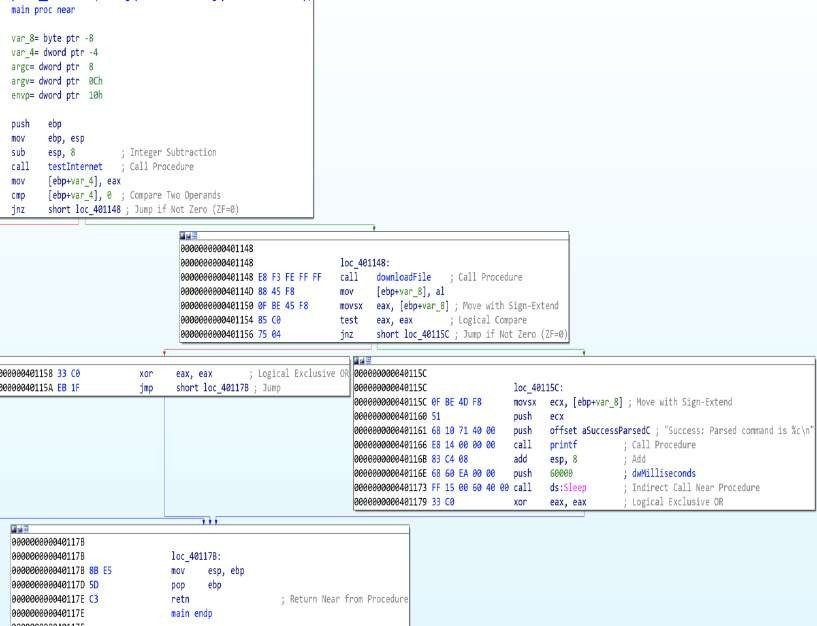 main proc near
var_8= byte ptr -8
var_4= dword ptr -4
argc= dword ptr 8
argv= dword ptr 0Ch
envp= dword ptr 10h
push ebp
mov ebp, esp
sub esp, 8 ; Integer Subtraction
call testInternet ; Call Procedure
mov [ebp+var_4], eax
cmp [ebp+var_4], 0 ; Compare Two Operands
jnz short loc_401148 ; Jump if Not Zero (ZF=0)
0000000000401148
0000000000401148 loc_401148:
0000000000401148 E8 F3 FE FF FF call downloadFile ; Call Procedure
000000000040114D 88 45 F8 mov [ebp+var_8], al
0000000000401150 0F BE 45 F8 movsx eax, [ebp+var_8] ; Move with Sign-Extend
0000000000401154 85 C0 test eax, eax ; Logical Compare
0000000000401156 75 04 jnz short loc_40115C ; Jump if Not Zero (ZF=0)
00000000401158 33 C0 xor eax, eax ; Logical Exclusive OR
0000000040115A EB 1F jmp short loc_40117B ; Jump
000000000040115C
000000000040115C loc_40115C:
000000000040115C 0F BE 4D F8 movsx ecx, [ebp+var_8] ; Move with Sign-Extend
0000000000401160 51 push ecx
0000000000401161 68 10 71 40 00 push offset aSuccessParsedC ; "Success: Parsed command is %c\n"
0000000000401166 E8 14 00 00 00 call printf ; Call Procedure
000000000040116B 83 C4 08 add esp, 8 ; Add
000000000040116E 68 60 EA 00 00 push 60000 ; dwMilliseconds
0000000000401173 FF 15 00 60 40 00 call ds:Sleep ; Indirect Call Near Procedure
0000000000401179 33 C0 xor eax, eax ; Logical Exclusive OR
000000000040117B
000000000040117B loc_40117B:
000000000040117B 8B E5 mov esp, ebp
000000000040117D 5D pop ebp
000000000040117E C3 retn ; Return Near from Procedure
000000000040117E main endp